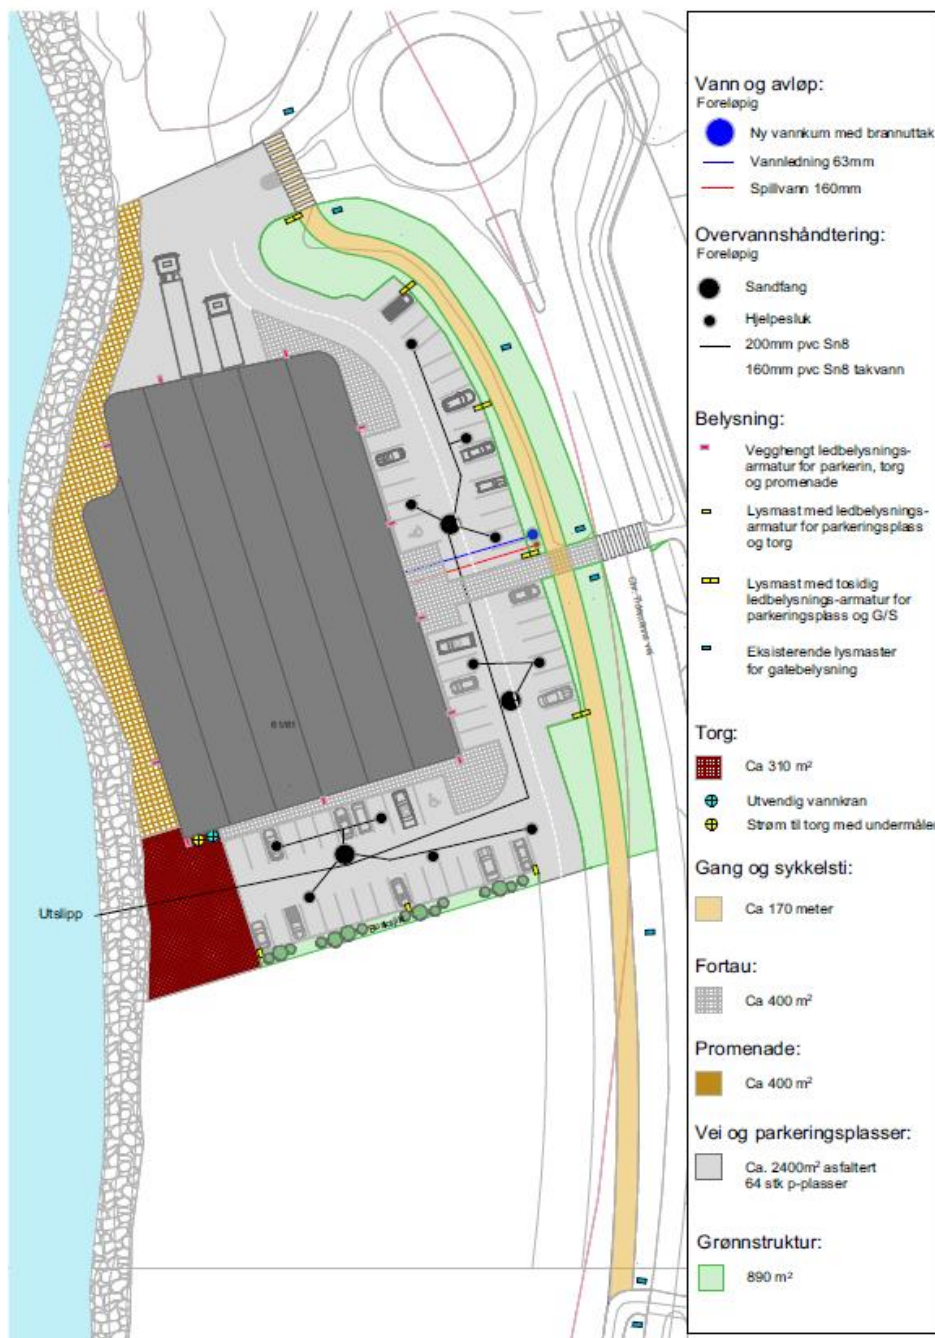 Vann og avløp:
Foreløpig
Ny vannkum med brannuttak
Vannledning 63mm
Spillvann 160mm
Overvannshåndtering:
Foreløpig
Sandfang
Hjelpesluk
200mm pvc Sn8
160mm pvc Sn8 takvann
Belysning:
Vegghengt ledbelysnings-
armatur for parkerin, torg
og promenade
Lysmast med ledbelysnings-
armatur for parkeringsplass
og torg
Lysmast med tosidig
ledbelysnings-armatur for
parkeringsplass og G/S
Eksisterende lysmaster
for gatebelysning
Torg:
Ca 310 m²
Utvendig vannkran
Strøm til torg med undermåler
Gang og sykkelsti:
Ca 170 meter
Fortau:
Ca 400 m²
Promenade:
Ca 400 m²
Vei og parkeringsplasser:
Ca. 2400m² asfaltert
64 stk p-plasser
Grønnstruktur:
890 m²
Utslipp